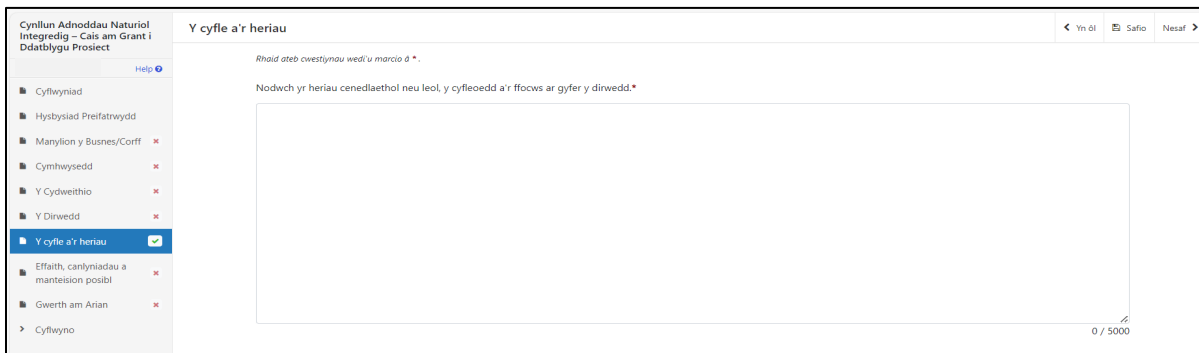 Cynllun Adnoddau Naturiol
Integredig – Cais am Grant i
Ddatblygu Prosiect
Help
Cyflwyniad
Hysbysiad Preifatrwydd
Manylion y Busnes/Corff
Cymhwysedd
Y Cydweithio
Y Dirwedd
Y cyfle a'r heriau
Effaith, canlyniadau a
manteision posibl
Gwerth am Arian
Cyflwyno
Y cyfle a'r heriau
Yn ôl Safio Nesaf
Rhaid ateb cwestiynau wedi'u marcio â * .
Nodwch yr heriau cenedlaethol neu leol, y cyfleoedd a'r ffocws ar gyfer y dirwedd.*
0 / 5000